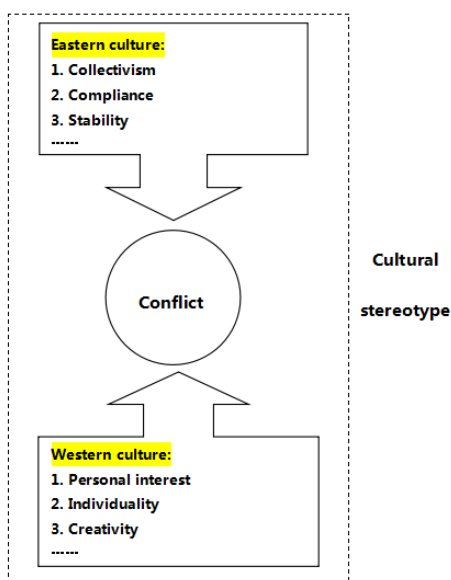 Eastern culture:
1. Collectivism
2. Compliance
3. Stability
......
Conflict
Cultural
stereotype
Western culture:
1. Personal interest
2. Individuality
3. Creativity
......